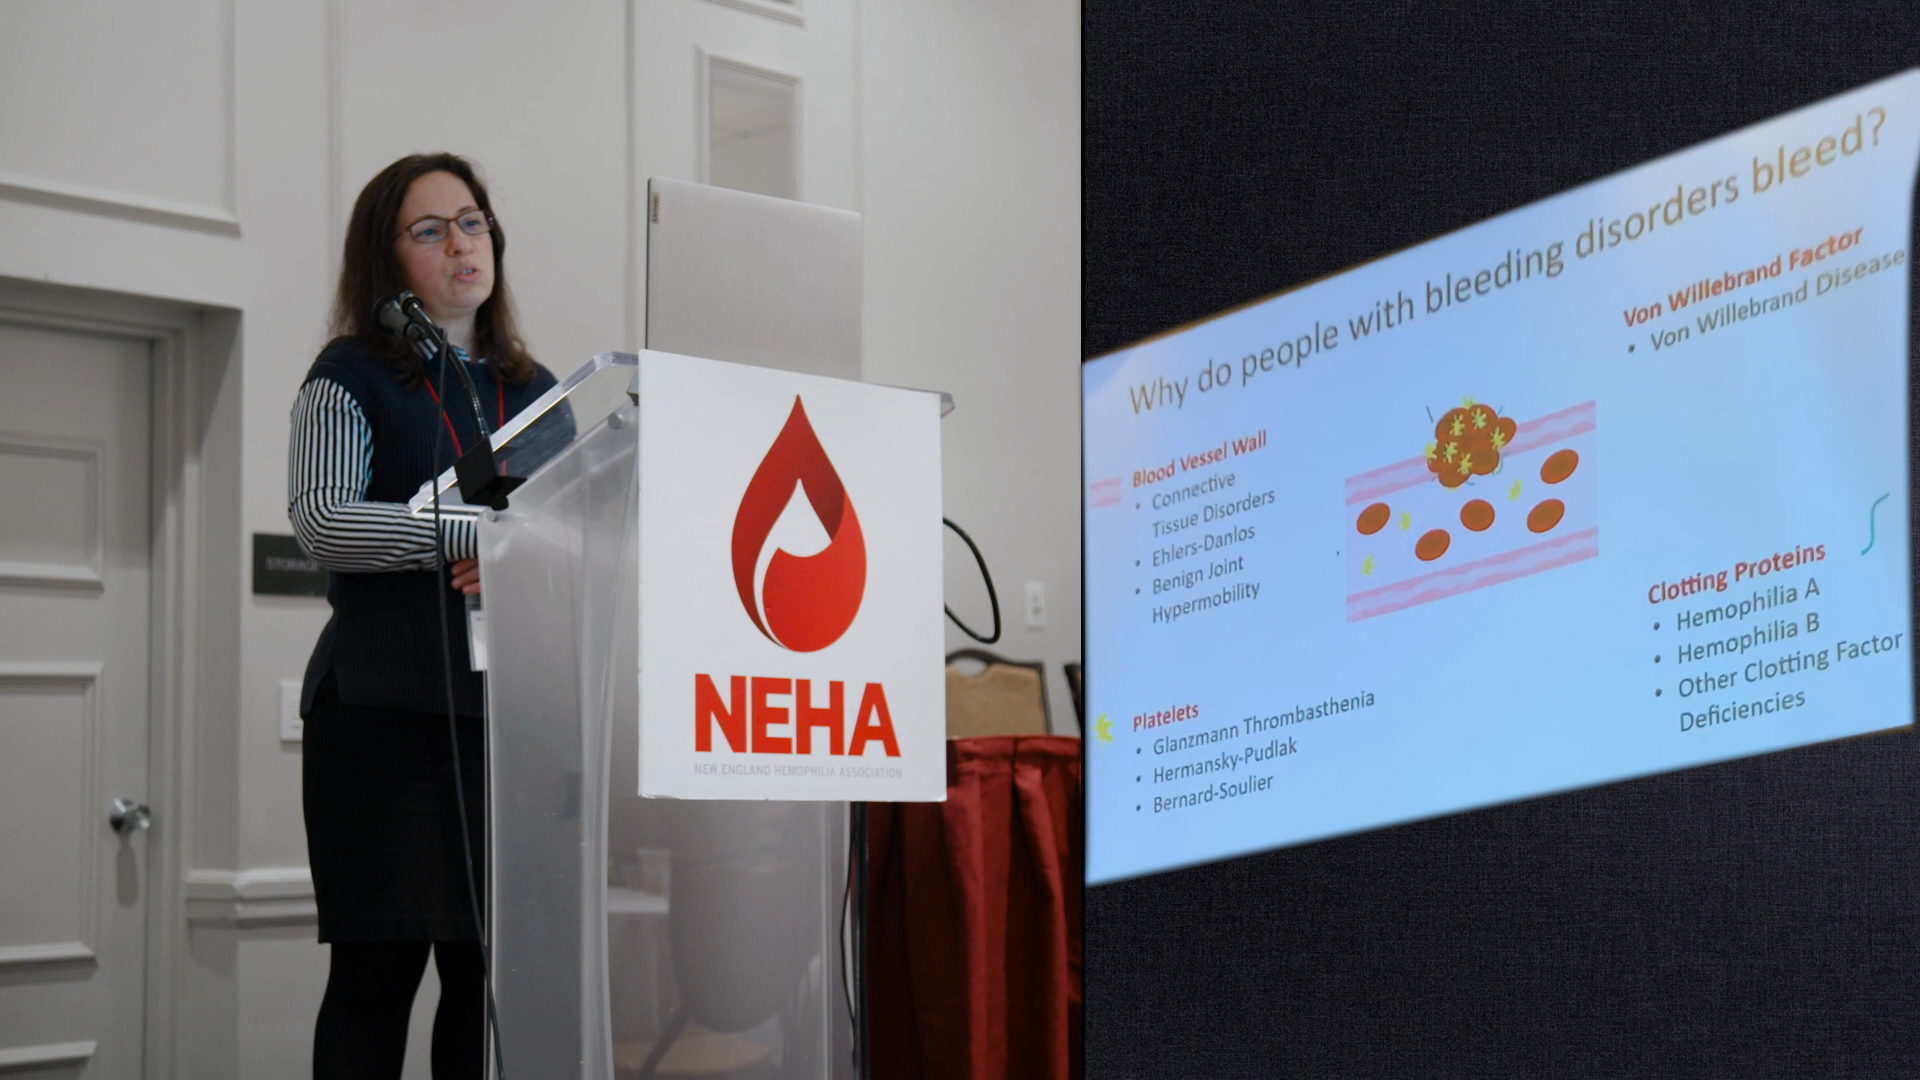 STORAGE
NEHA
NEW ENGLAND HEMOPHILIA ASSOCIATION
Why do people with bleeding disorders bleed?
Blood Vessel Wall
• Connective
Tissue Disorders
• Ehlers-Danlos
• Benign Joint
Hypermobility
Platelets
• Glanzmann Thrombasthenia
• Hermansky-Pudlak
• Bernard-Soulier
Von Willebrand Factor
• Von Willebrand Disease
Clotting Proteins
• Hemophilia A
• Hemophilia B
• Other Clotting Factor
Deficiencies